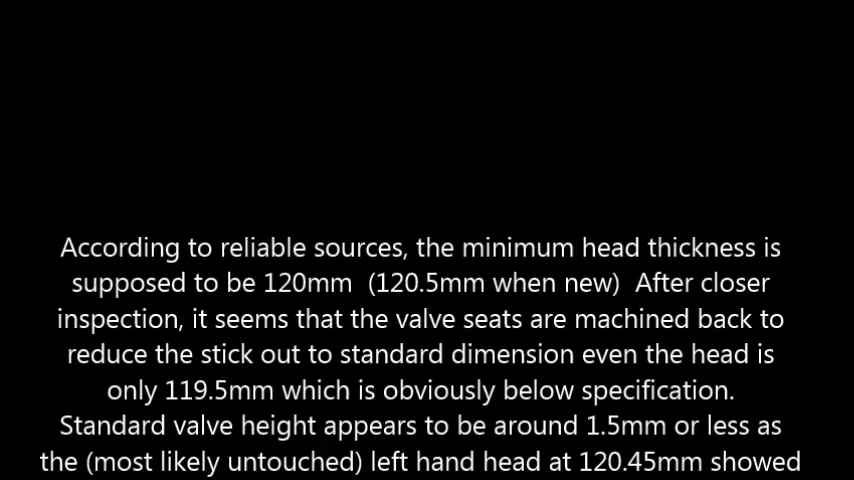 According to reliable sources, the minimum head thickness is
supposed to be 120mm  (120.5mm when new)  After closer
inspection, it seems that the valve seats are machined back to
reduce the stick out to standard dimension even the head is
only 119.5mm which is obviously below specification.
Standard valve height appears to be around 1.5mm or less as
the (most likely untouched) left hand head at 120.45mm showed